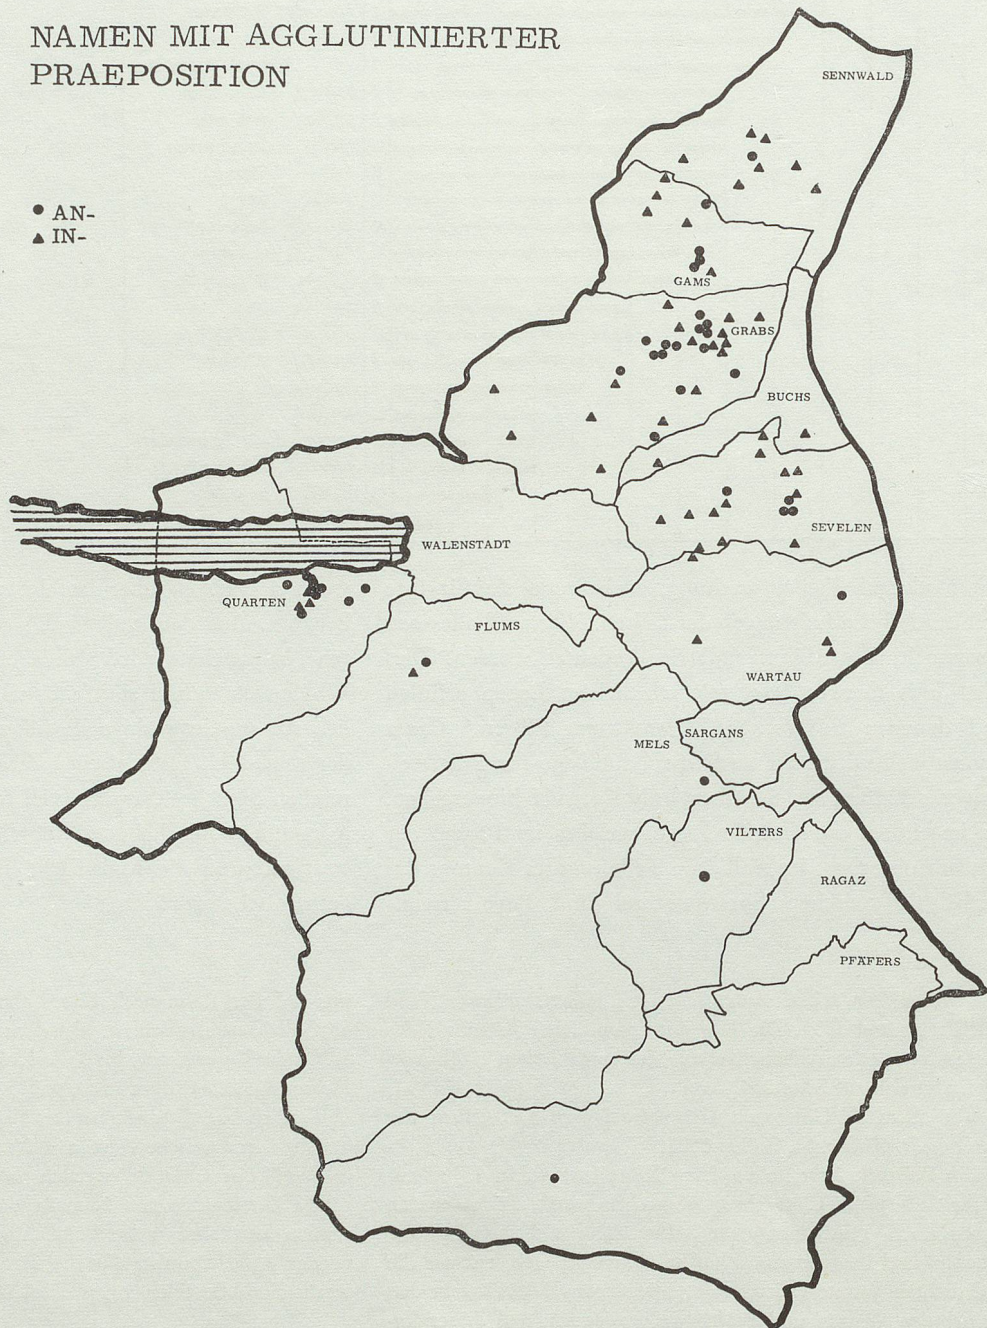 NAMEN MIT AGGLUTINIERTER
PRAEPOSITION
AN-
IN-
SENNWALD
GAMS
GRABS
BUCHS
SEVELEN
WALENSTADT
QUARTEN
FLUMS
WARTAU
SARGANS
MELS
VILTERS
RAGAZ
PFÄFERS